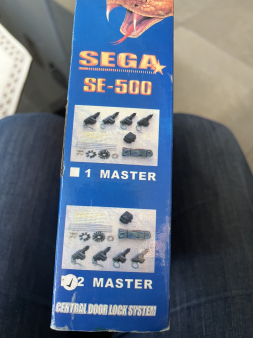 SEGA
SE-500
1 MASTER
2 MASTER
CENTRAL DOOR LOCK SYSTEM